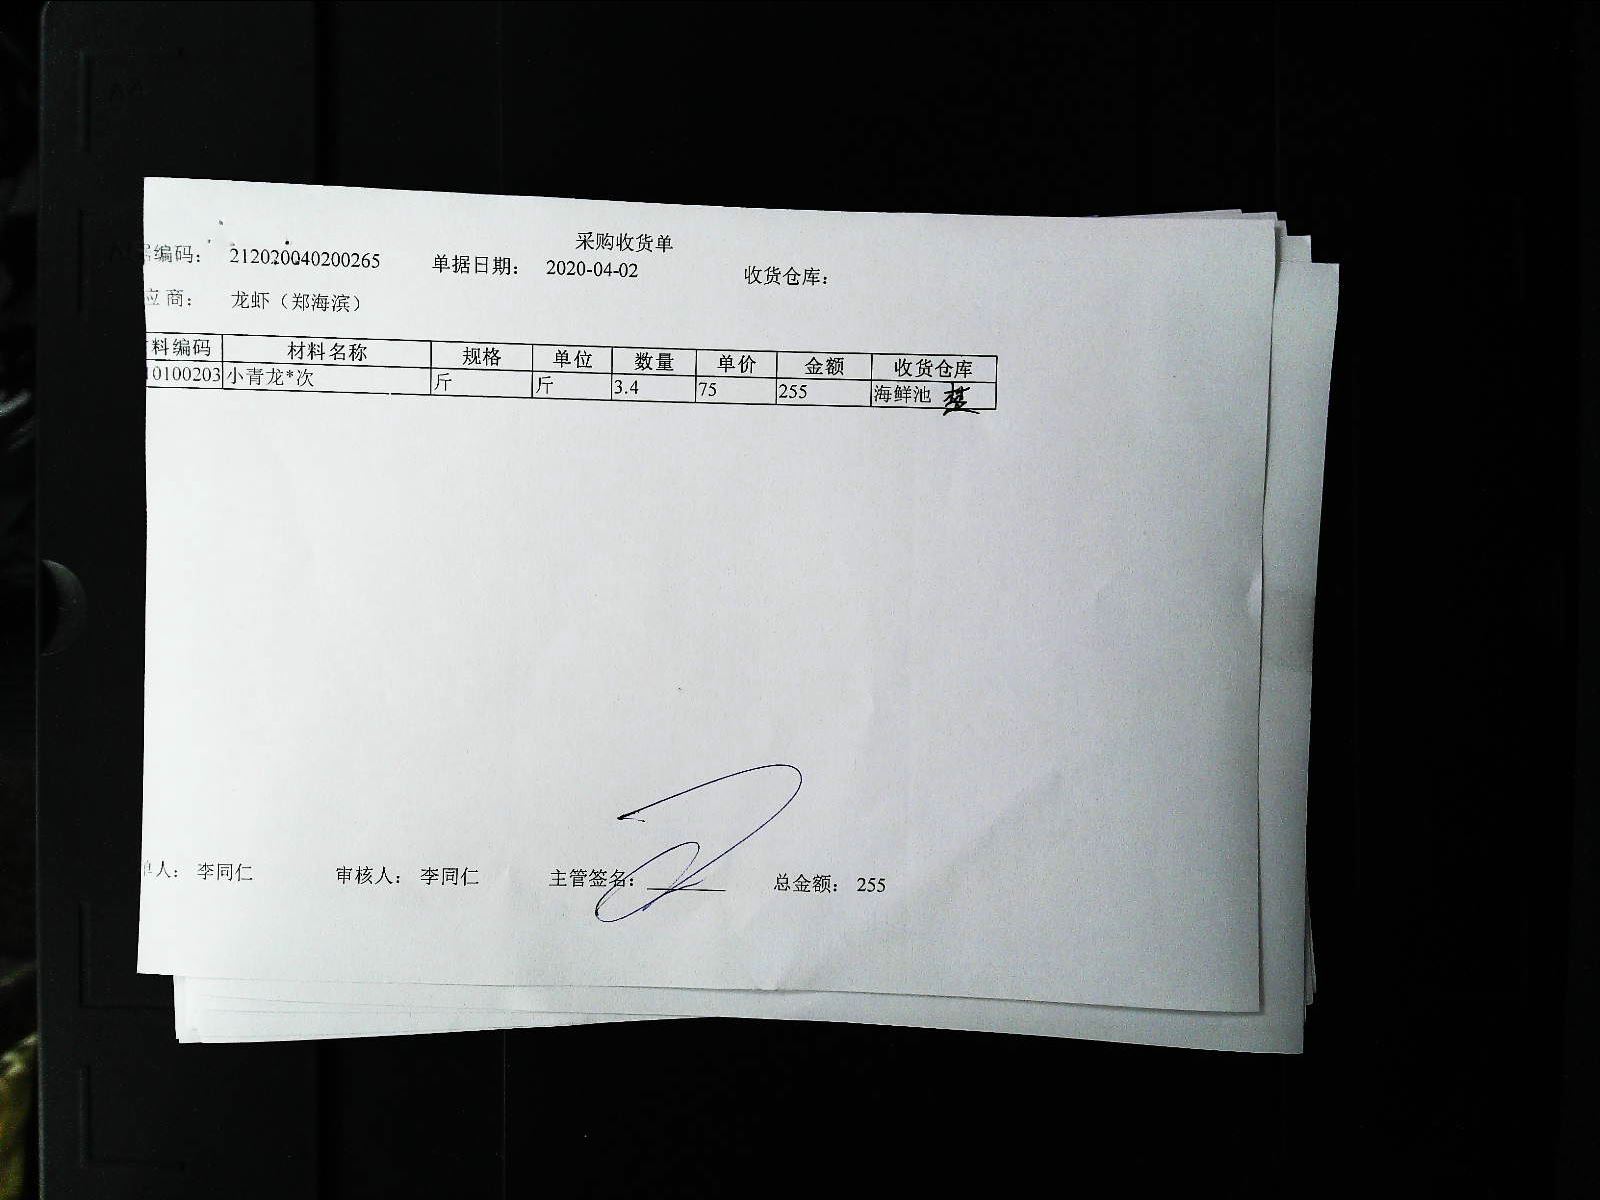 采购收货单
编码: 212020040200265 单据日期: 2020-04-02 收货仓库:
应商: 龙虾（郑海滨）
料编码 材料名称 规格 单位 数量 单价 金额 收货仓库
10100203 小青龙*次 斤 斤 3.4 75 255 海鲜池
单人: 李同仁 审核人: 李同仁 主管签名: 总金额: 255